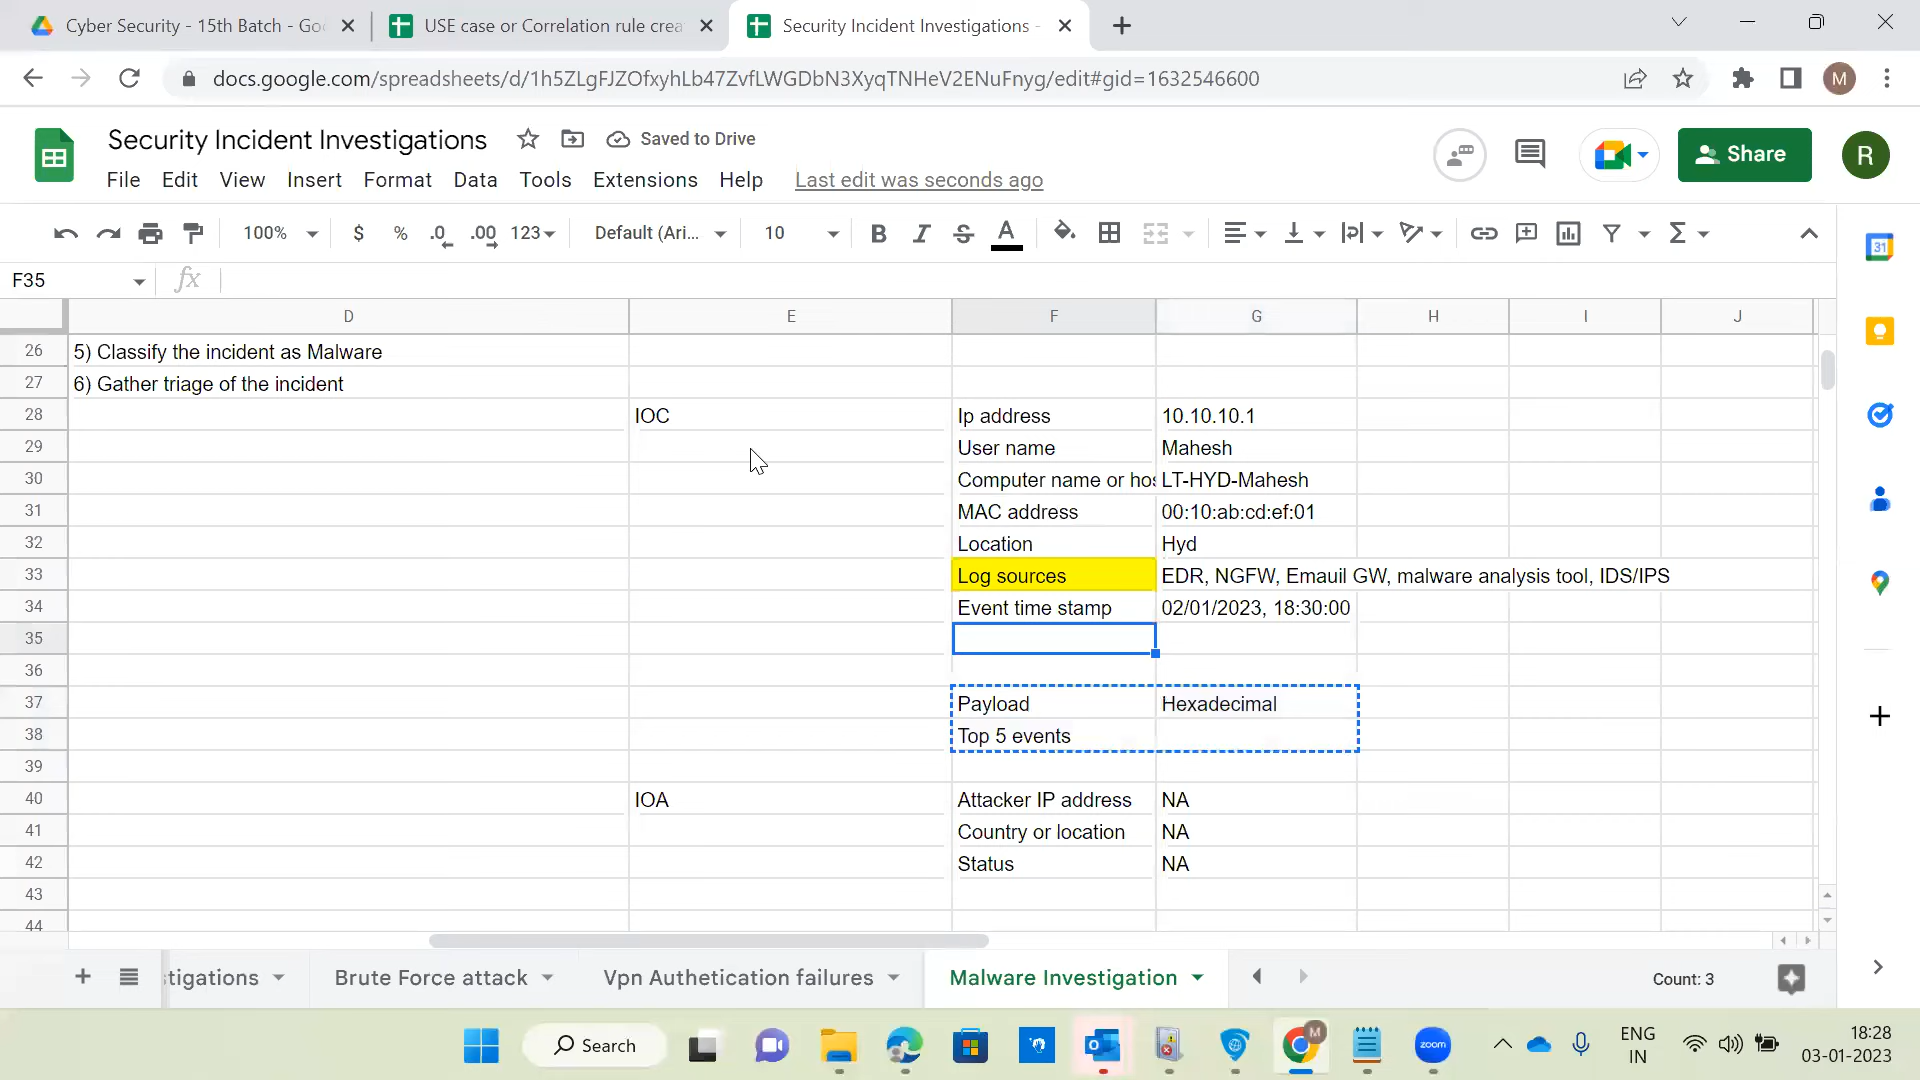 Cyber Security - 15th Batch - Go
USE case or Correlation rule crea
Security Incident Investigations -
docs.google.com/spreadsheets/d/1h5ZLgFJZOfxyhLb47ZvfLWGDbN3XyqTNHeV2ENuFnyg/edit#gid=1632546600
M
Security Incident Investigations
Saved to Drive
Share
R
File Edit View Insert Format Data Tools Extensions Help Last edit was seconds ago
100% $ % .0 .00 123 Default (Ari... 10 B I S A Σ
31
F35 fx
D E F G H I J
26 5) Classify the incident as Malware
27 6) Gather triage of the incident
28 IOC Ip address 10.10.10.1
29 User name Mahesh
30 Computer name or hos LT-HYD-Mahesh
31 MAC address 00:10:ab:cd:ef:01
32 Location Hyd
33 Log sources EDR, NGFW, Emauil GW, malware analysis tool, IDS/IPS
34 Event time stamp 02/01/2023, 18:30:00
35
36
37 Payload Hexadecimal
38 Top 5 events
39
40 IOA Attacker IP address NA
41 Country or location NA
42 Status NA
43
44
tigations Brute Force attack Vpn Authetication failures Malware Investigation Count: 3
Search
M
zoom
ENG
IN
18:28
03-01-2023